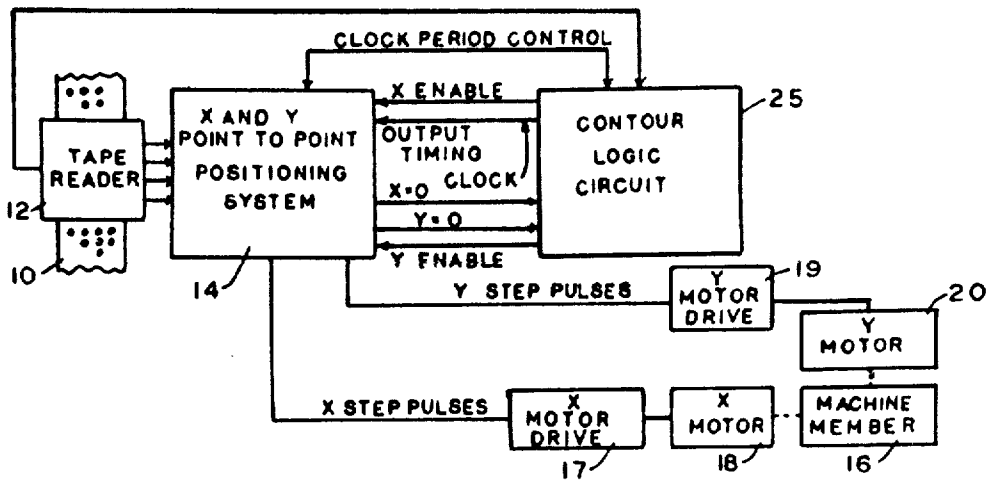 CLOCK PERIOD CONTROL
X ENABLE
OUTPUT
TIMING
CLOCK
X=0
Y=0
Y ENABLE
25
CONTOUR
LOGIC
CIRCUIT
X AND Y
POINT TO POINT
POSITIONING
SYSTEM
TAPE
READER
12
10
14
Y STEP PULSES
Y
MOTOR
DRIVE
19
20
Y
MOTOR
X STEP PULSES
X
MOTOR
DRIVE
17
X
MOTOR
18
MACHINE
MEMBER
16